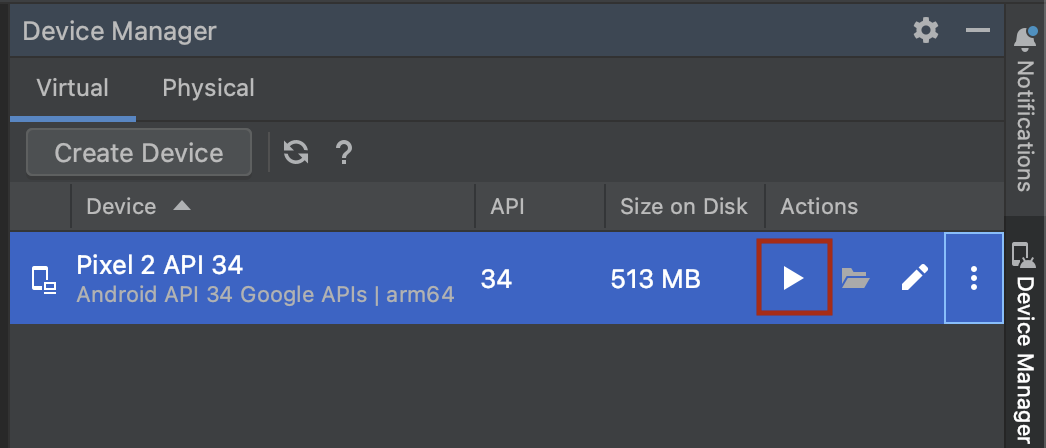 Device Manager
Virtual Physical
Create Device ?
Device API Size on Disk Actions
Pixel 2 API 34 34 513 MB
Android API 34 Google APIs | arm64
Notifications
Device Manager